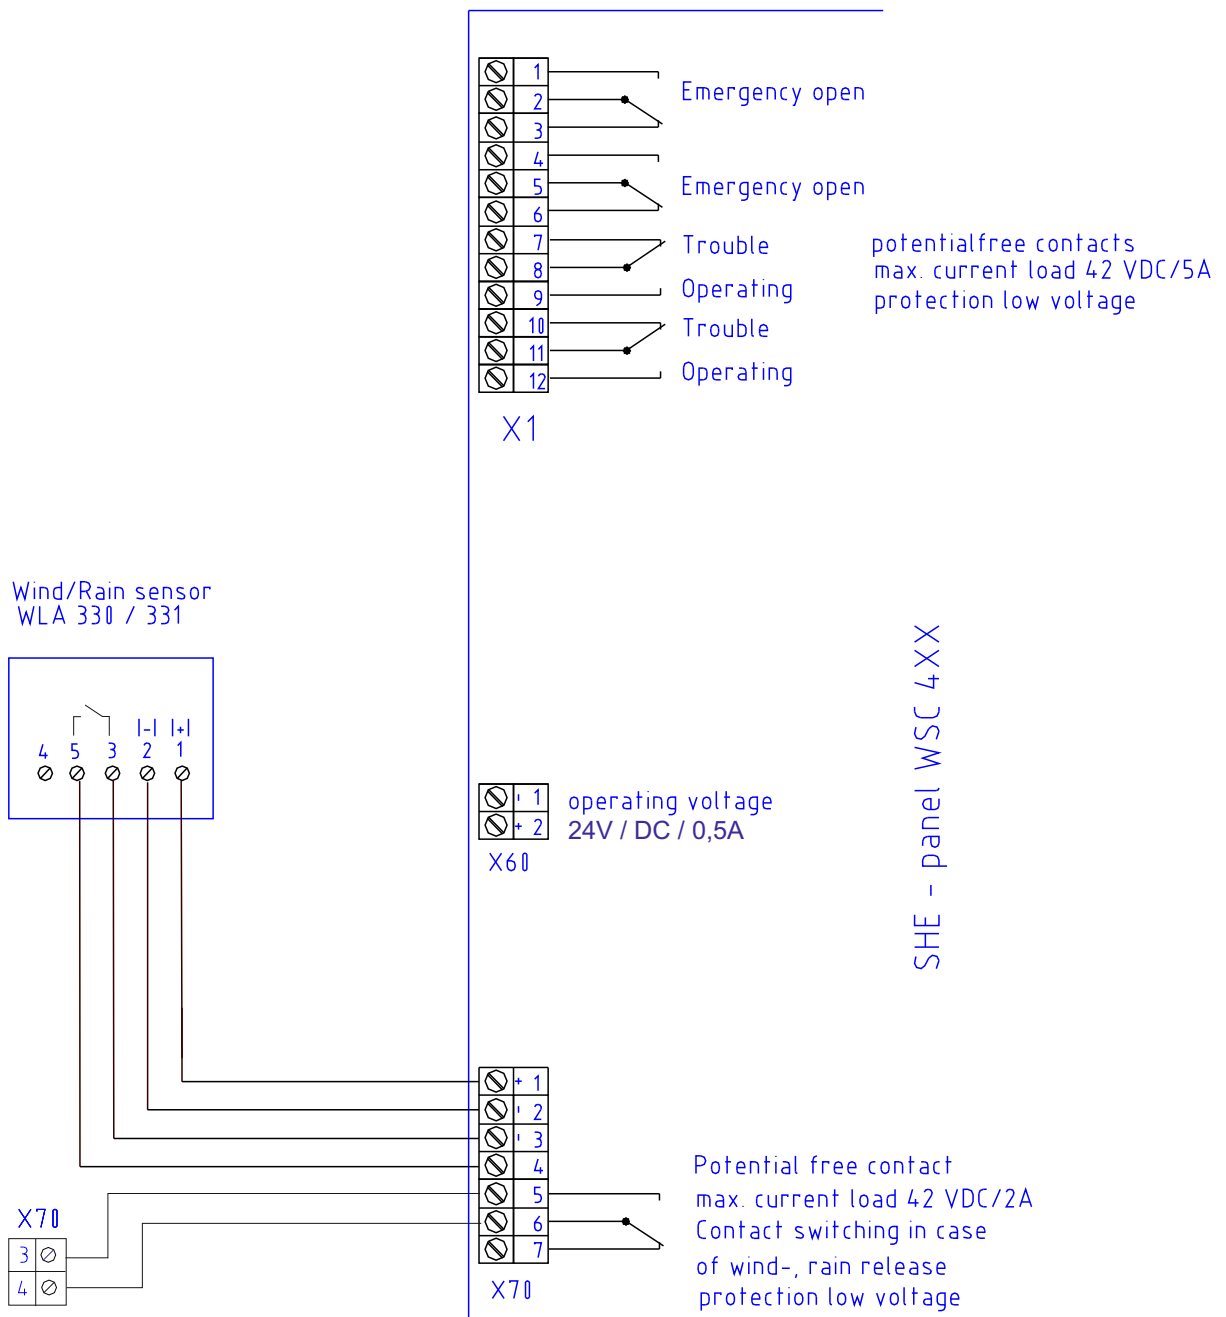 1
2
3
4
5
6
7
8
9
10
11
12
X1
Emergency open
Emergency open
Trouble
Operating
Trouble
Operating
potentialfree contacts
max. current load 42 VDC/5A
protection low voltage
Wind/Rain sensor
WLA 330 / 331
|-| |+|
4 5 3 2 1
- 1
+ 2
X60
operating voltage
24V / DC / 0,5A
SHE - panel WSC 4XX
+ 1
- 2
- 3
4
5
6
7
X70
Potential free contact
max. current load 42 VDC/2A
Contact switching in case
of wind-, rain release
protection low voltage
X70
3
4